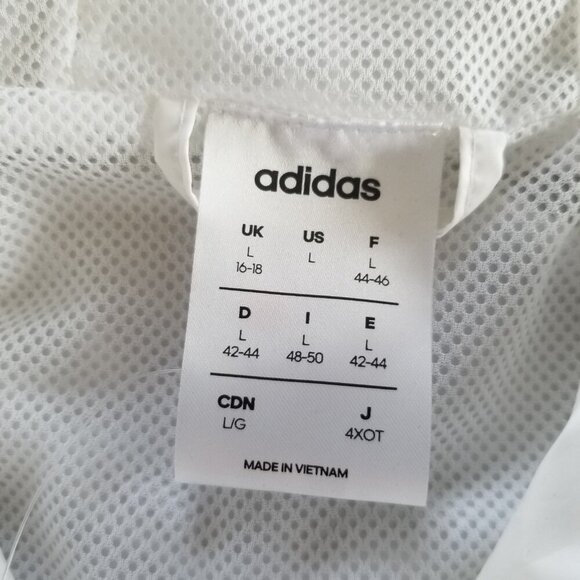 adidas
UK US F
L L L
16-18 44-46
D I E
L L L
42-44 48-50 42-44
CDN J
L/G 4XOT
MADE IN VIETNAM